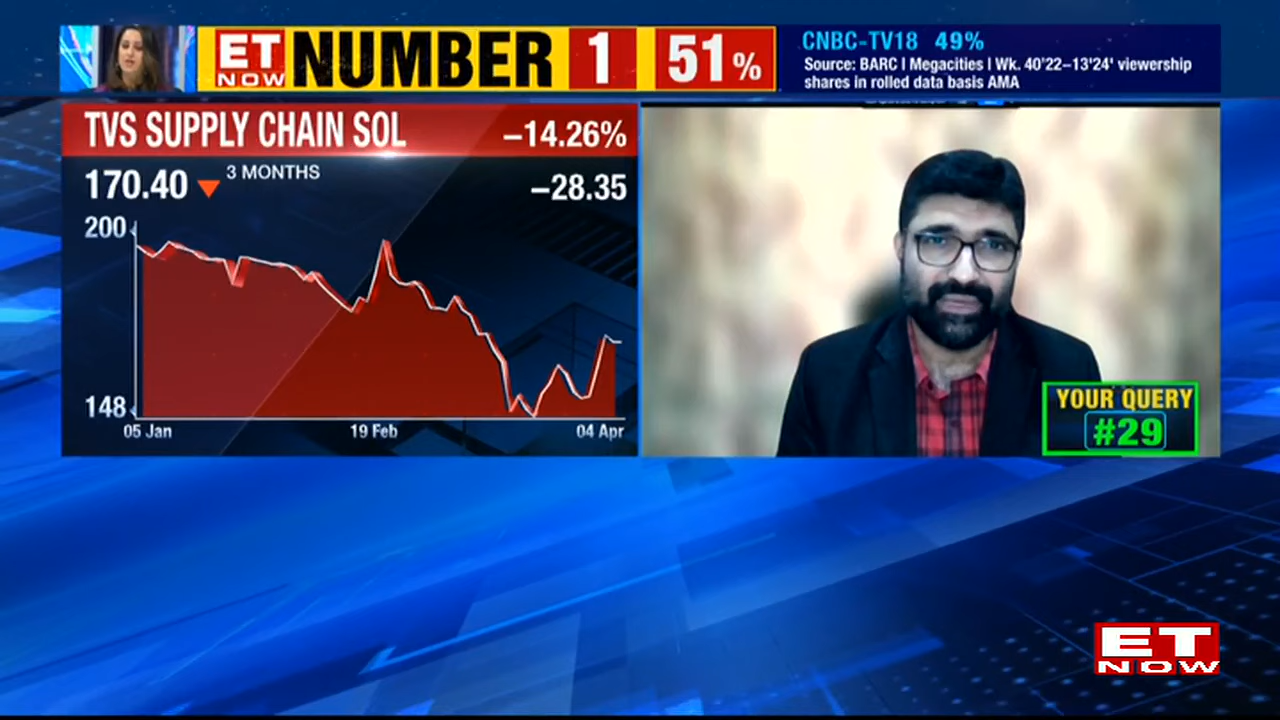 ET NOW
NUMBER 1
51%
CNBC-TV18 49%
Source: BARC | Megacities | Wk. 40'22-13'24' viewership
shares in rolled data basis AMA
TVS SUPPLY CHAIN SOL
-14.26%
170.40
3 MONTHS
-28.35
200
148
05 Jan
19 Feb
04 Apr
YOUR QUERY
#29
ET
NOW